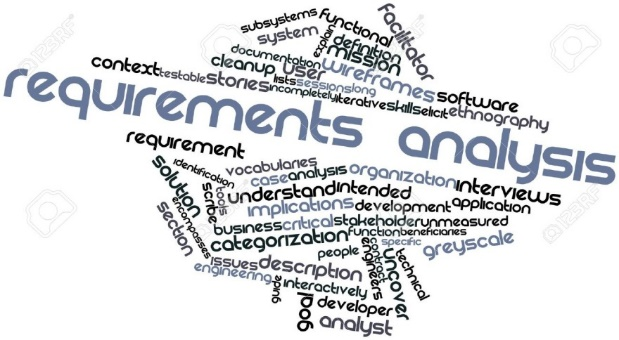 subsystems functional facilitator
system explain definition
documentation mission
context cleanup user wireframes
testable stories lists sessions long software
incompletely iterative skills elicit ethnography
requirements analysis
requirement vocabularies
identification case analysis organization interviews
solution scribe tools understand intended application
encompasses implications development
section business critical stakeholder unmeasured
categorization function beneficiaries
people specific greyscale
issues description engineers contract uncover technical
engineering guide interactively
goal developer
analyst